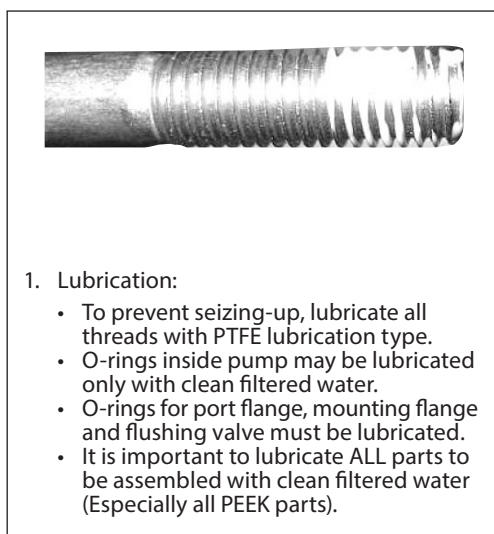 1. Lubrication:
• To prevent seizing-up, lubricate all
threads with PTFE lubrication type.
• O-rings inside pump may be lubricated
only with clean filtered water.
• O-rings for port flange, mounting flange
and flushing valve must be lubricated.
• It is important to lubricate ALL parts to
be assembled with clean filtered water
(Especially all PEEK parts).